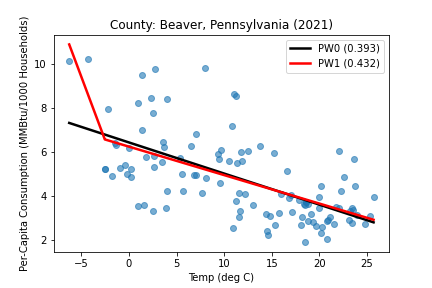 County: Beaver, Pennsylvania (2021)
Per-Capita Consumption (MMBtu/1000 Households)
10
8
6
4
2
PW0 (0.393)
PW1 (0.432)
−5
0
5
10
15
20
25
Temp (deg C)